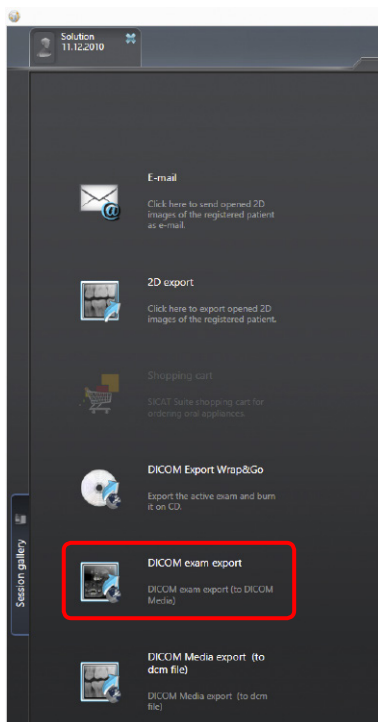 Solution
11.12.2010
E-mail
Click here to send opened 2D
images of the registered patient
as e-mail.
2D export
Click here to export opened 2D
images of the registered patient.
Shopping cart
SICAT Suite shopping cart for
ordering oral appliances.
DICOM Export Wrap&Go
Export the active exam and burn
it on CD.
Session gallery
DICOM exam export
DICOM exam export (to DICOM
Media)
DICOM Media export (to
dcm file)
DICOM Media export (to dcm
file)